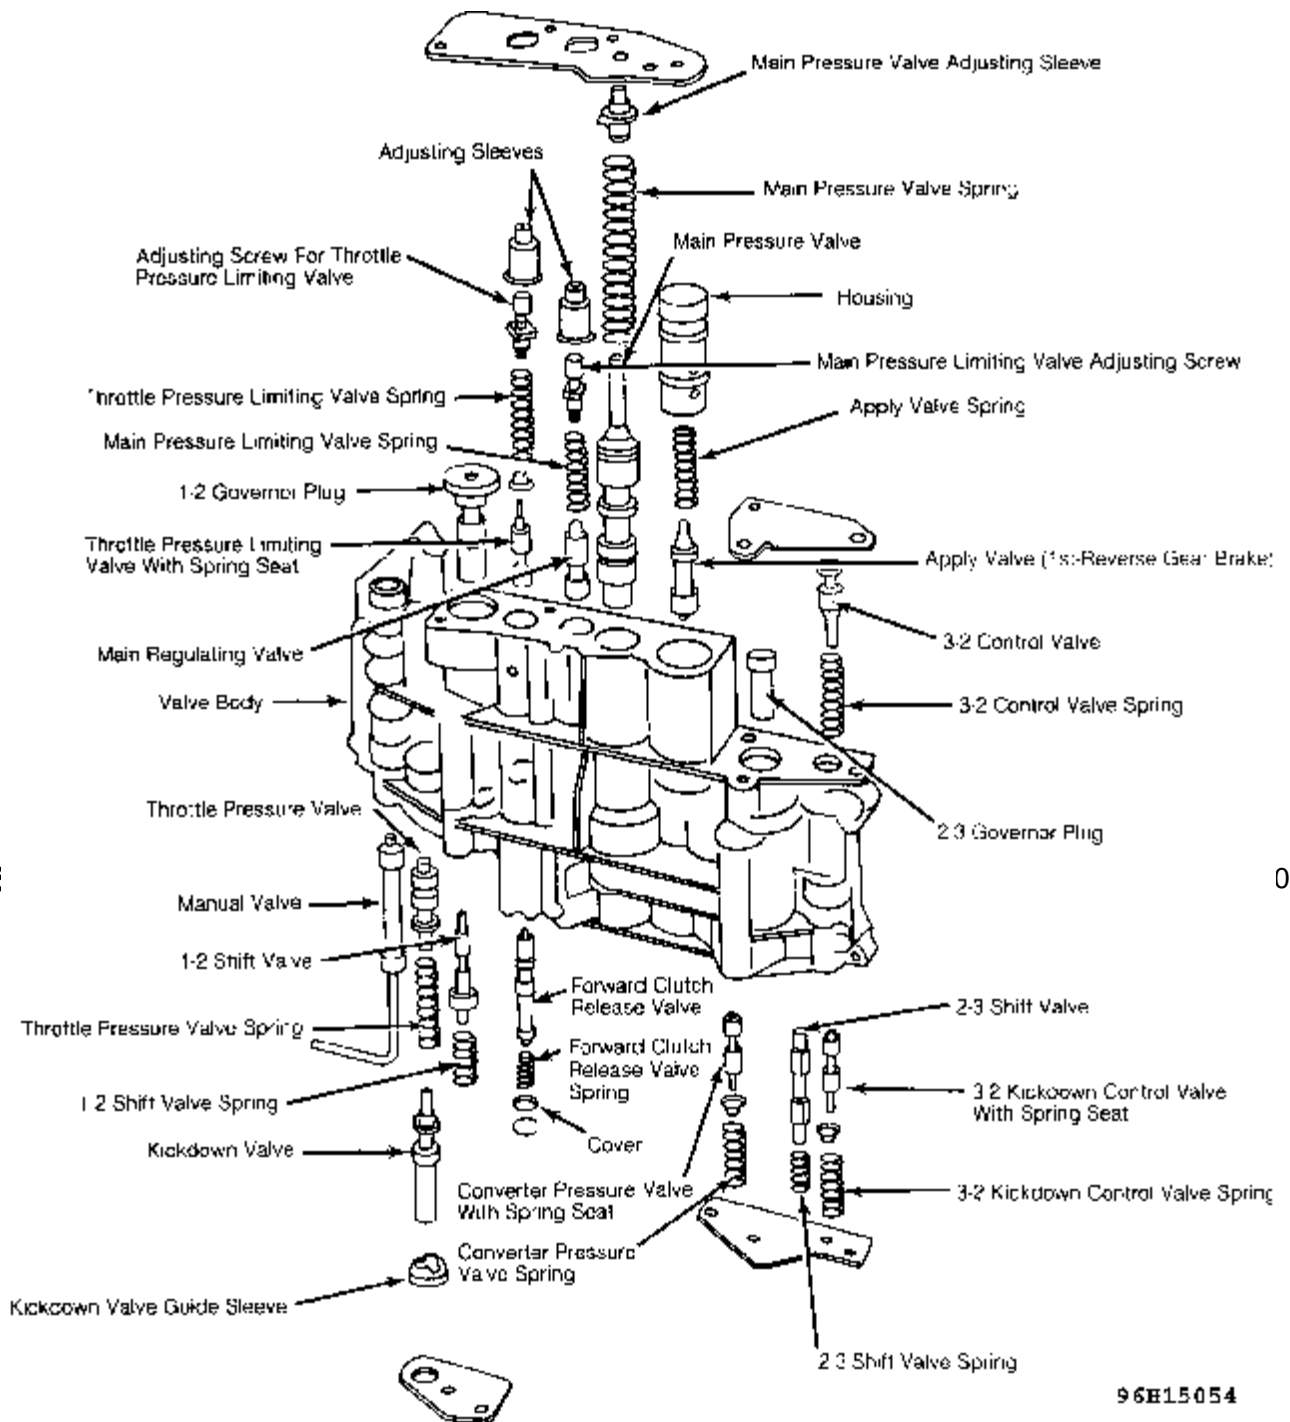 Main Pressure Valve Adjusting Sleeve
Adjusting Sleeves
Main Pressure Valve Spring
Main Pressure Valve
Adjusting Screw For Throttle
Pressure Limiting Valve
Housing
Main Pressure Limiting Valve Adjusting Screw
Throttle Pressure Limiting Valve Spring
Apply Valve Spring
Main Pressure Limiting Valve Spring
1-2 Governor Plug
Throttle Pressure Limiting
Valve With Spring Seat
Apply Valve (1st-Reverse Gear Brake)
3-2 Control Valve
Main Regulating Valve
Valve Body
3-2 Control Valve Spring
Throttle Pressure Valve
2-3 Governor Plug
0
Manual Valve
1-2 Shift Valve
Forward Clutch
Release Valve
2-3 Shift Valve
Throttle Pressure Valve Spring
Forward Clutch
Release Valve
Spring
1-2 Shift Valve Spring
3-2 Kickdown Control Valve
With Spring Seat
Kickdown Valve
Cover
Converter Pressure Valve
With Spring Seat
3-2 Kickdown Control Valve Spring
Converter Pressure
Valve Spring
Kickdown Valve Guide Sleeve
2-3 Shift Valve Spring
96H15054